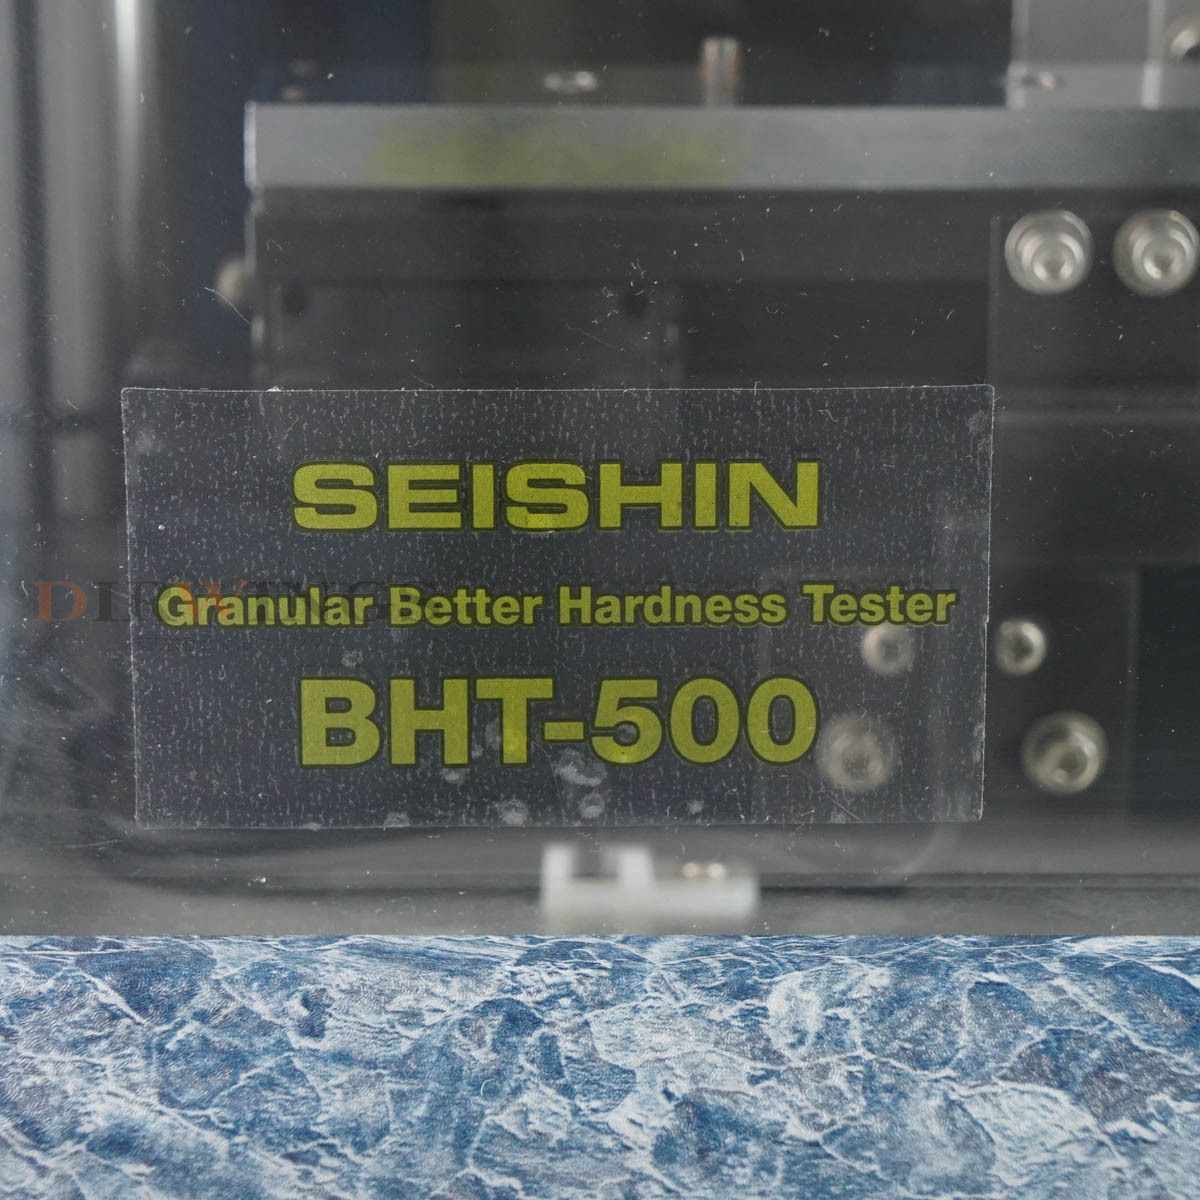 SEISHIN
Granular Better Hardness Tester
BHT-500